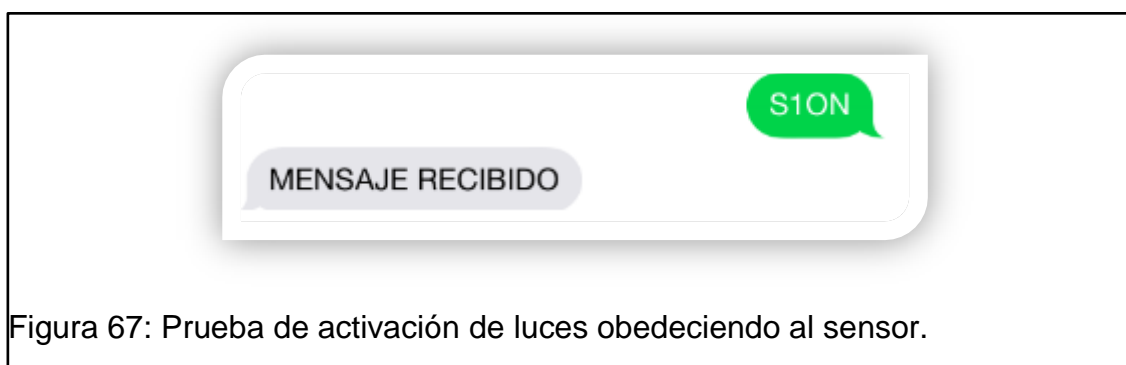 S1ON
MENSAJE RECIBIDO
Figura 67: Prueba de activación de luces obedeciendo al sensor.